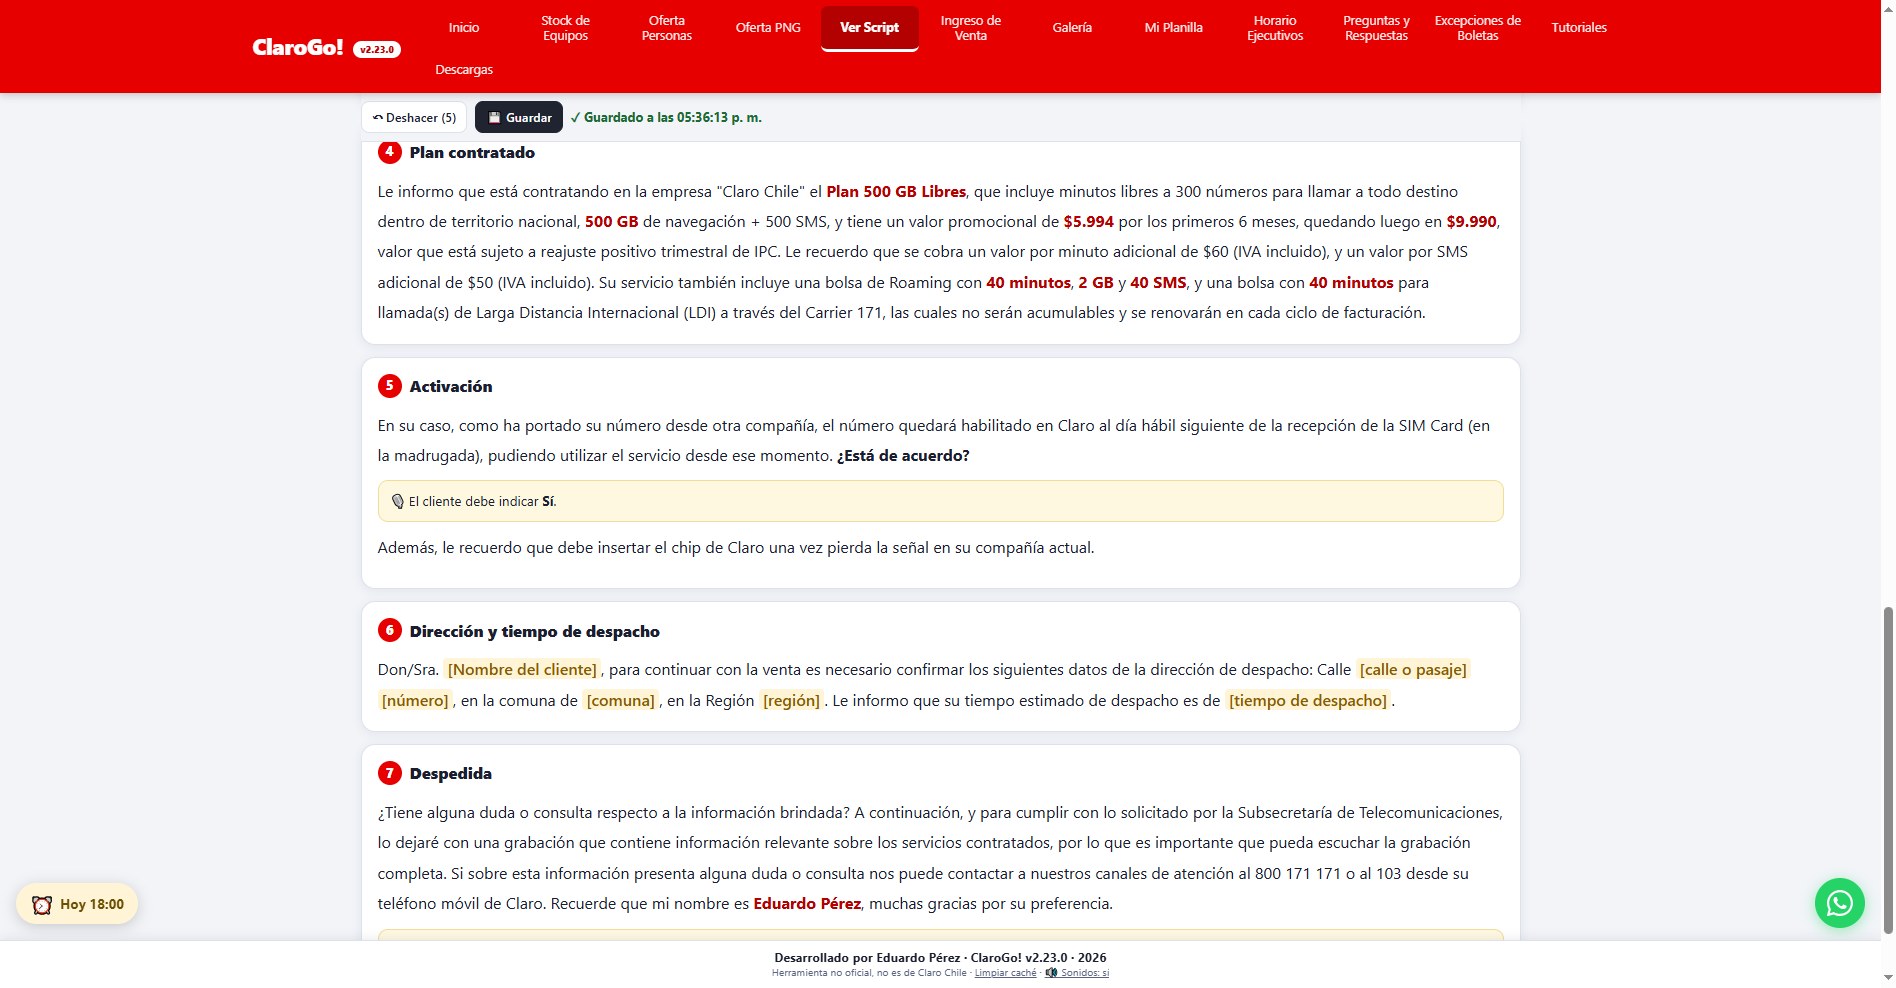 ClaroGo! v2.23.0
Inicio
Stock de
Equipos
Oferta
Personas
Oferta PNG
Ver Script
Ingreso de
Venta
Galería
Mi Planilla
Horario
Ejecutivos
Preguntas y
Respuestas
Excepciones de
Boletas
Tutoriales
Descargas
Deshacer (5)
Guardar
✓ Guardado a las 05:36:13 p. m.
4 Plan contratado
Le informo que está contratando en la empresa "Claro Chile" el Plan 500 GB Libres, que incluye minutos libres a 300 números para llamar a todo destino
dentro de territorio nacional, 500 GB de navegación + 500 SMS, y tiene un valor promocional de $5.994 por los primeros 6 meses, quedando luego en $9.990,
valor que está sujeto a reajuste positivo trimestral de IPC. Le recuerdo que se cobra un valor por minuto adicional de $60 (IVA incluido), y un valor por SMS
adicional de $50 (IVA incluido). Su servicio también incluye una bolsa de Roaming con 40 minutos, 2 GB y 40 SMS, y una bolsa con 40 minutos para
llamada(s) de Larga Distancia Internacional (LDI) a través del Carrier 171, las cuales no serán acumulables y se renovarán en cada ciclo de facturación.
5 Activación
En su caso, como ha portado su número desde otra compañía, el número quedará habilitado en Claro al día hábil siguiente de la recepción de la SIM Card (en
la madrugada), pudiendo utilizar el servicio desde ese momento. ¿Está de acuerdo?
El cliente debe indicar Sí.
Además, le recuerdo que debe insertar el chip de Claro una vez pierda la señal en su compañía actual.
6 Dirección y tiempo de despacho
Don/Sra. [Nombre del cliente] , para continuar con la venta es necesario confirmar los siguientes datos de la dirección de despacho: Calle [calle o pasaje]
[número] , en la comuna de [comuna] , en la Región [región] . Le informo que su tiempo estimado de despacho es de [tiempo de despacho] .
7 Despedida
¿Tiene alguna duda o consulta respecto a la información brindada? A continuación, y para cumplir con lo solicitado por la Subsecretaría de Telecomunicaciones,
lo dejaré con una grabación que contiene información relevante sobre los servicios contratados, por lo que es importante que pueda escuchar la grabación
completa. Si sobre esta información presenta alguna duda o consulta nos puede contactar a nuestros canales de atención al 800 171 171 o al 103 desde su
teléfono móvil de Claro. Recuerde que mi nombre es Eduardo Pérez, muchas gracias por su preferencia.
Hoy 18:00
Desarrollado por Eduardo Pérez · ClaroGo! v2.23.0 · 2026
Herramienta no oficial, no es de Claro Chile · Limpiar caché · Sonidos: sí